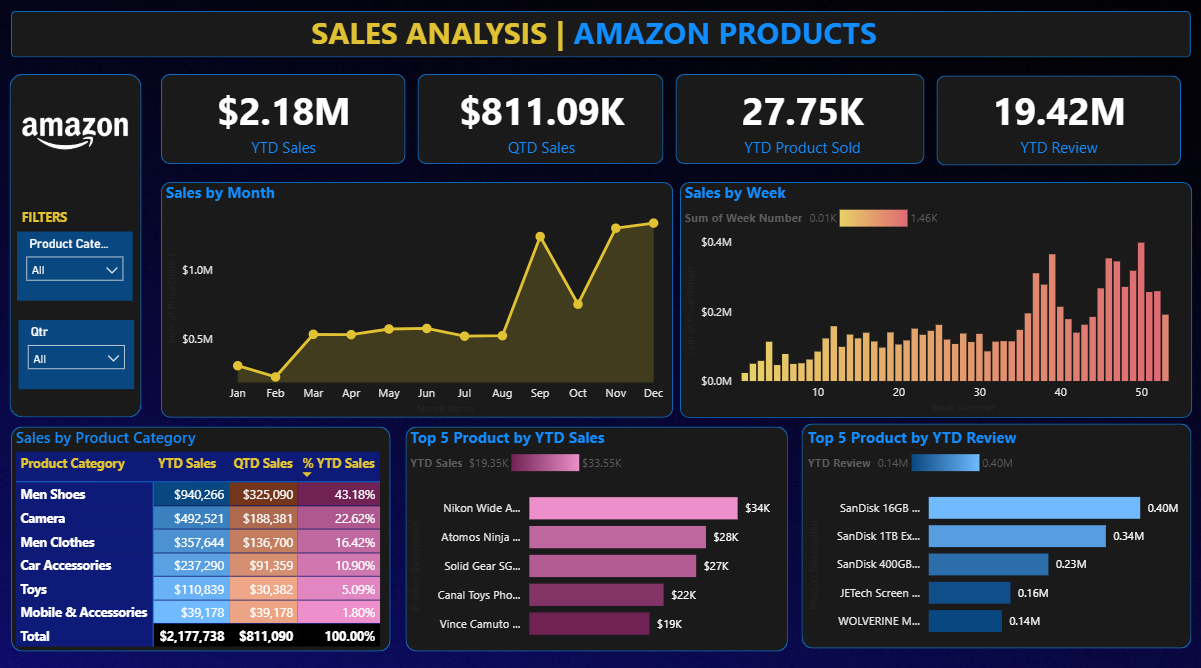 SALES ANALYSIS | AMAZON PRODUCTS
amazon
FILTERS
Product Cate...
All
Qtr
All
$2.18M
YTD Sales
$811.09K
QTD Sales
27.75K
YTD Product Sold
19.42M
YTD Review
Sales by Month
$1.0M
$0.5M
Jan Feb Mar Apr May Jun Jul Aug Sep Oct Nov Dec
Month Name
Sales by Week
Sum of Week Number 0.01K 1.46K
$0.4M
$0.2M
$0.0M
10 20 30 40 50
Week Number
Sales by Product Category
Product Category YTD Sales QTD Sales % YTD Sales
Men Shoes $940,266 $325,090 43.18%
Camera $492,521 $188,381 22.62%
Men Clothes $357,644 $136,700 16.42%
Car Accessories $237,290 $91,359 10.90%
Toys $110,839 $30,382 5.09%
Mobile & Accessories $39,178 $39,178 1.80%
Total $2,177,738 $811,090 100.00%
Top 5 Product by YTD Sales
YTD Sales $19.35K $33.55K
Nikon Wide A... $34K
Atomos Ninja ... $28K
Solid Gear SG... $27K
Canal Toys Pho... $22K
Vince Camuto ... $19K
Top 5 Product by YTD Review
YTD Review 0.14M 0.40M
SanDisk 16GB ... 0.40M
SanDisk 1TB Ex... 0.34M
SanDisk 400GB... 0.23M
JETech Screen ... 0.16M
WOLVERINE M... 0.14M